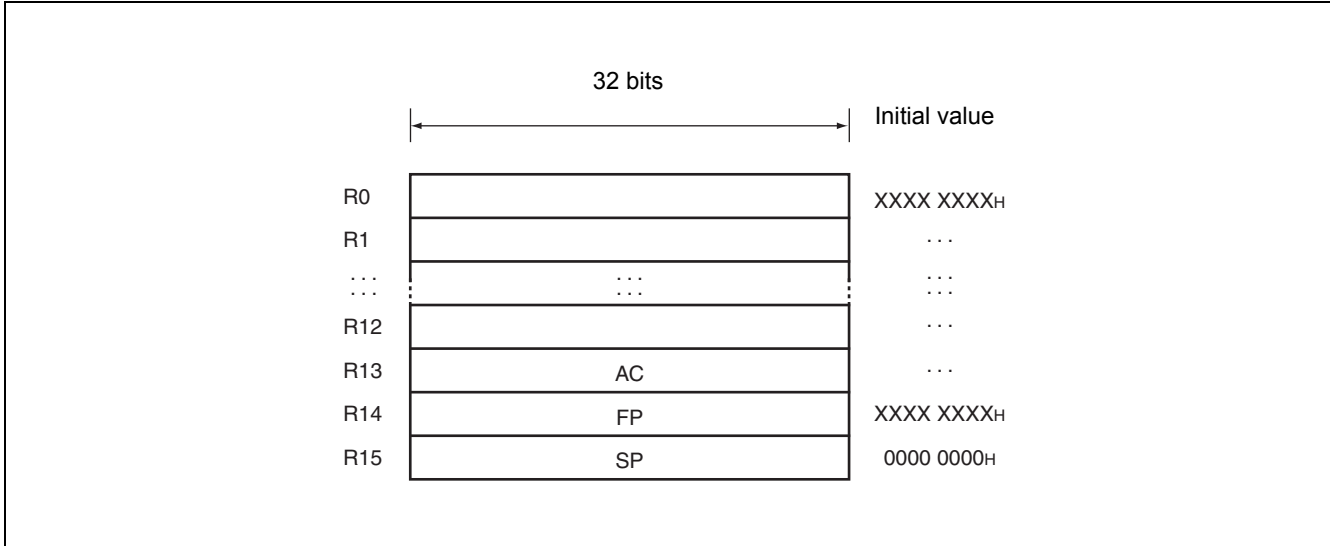 32 bits
Initial value
R0 XXXX XXXXH
R1 ...
... ... ...
... ... ...
R12 ...
R13 AC ...
R14 FP XXXX XXXXH
R15 SP 0000 0000H